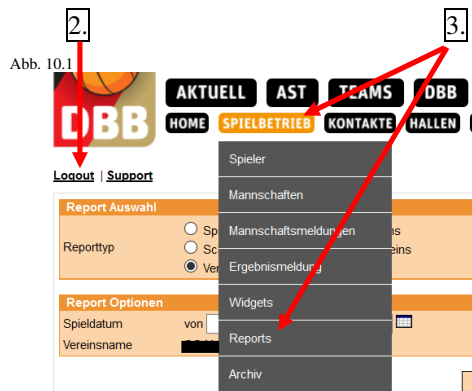 2.
3.
Abb. 10.1
DBB
AKTUELL AST TEAMS DBB
HOME SPIELBETRIEB KONTAKTE HALLEN
Logout | Support
Spieler
Mannschaften
Mannschaftsmeldungen
Ergebnismeldung
Widgets
Reports
Archiv
Report Auswahl
Reporttyp
Report Optionen
Spieldatum von
Vereinsname